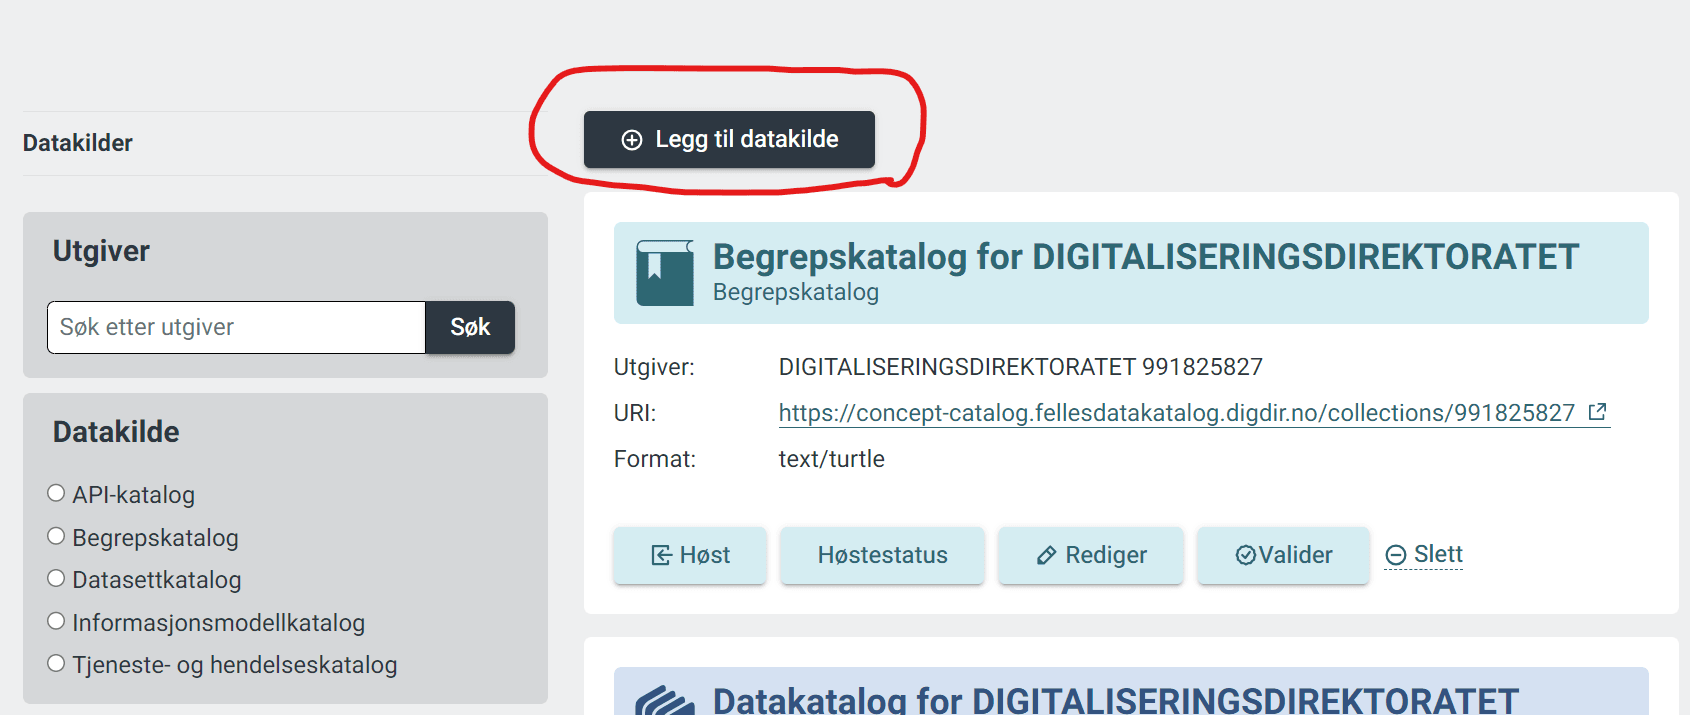 Datakilder
Legg til datakilde
Utgiver
Søk etter utgiver
Søk
Datakilde
API-katalog
Begrepskatalog
Datasettkatalog
Informasjonsmodellkatalog
Tjeneste- og hendelseskatalog
Begrepskatalog for DIGITALISERINGSDIREKTORATET
Begrepskatalog
Utgiver: DIGITALISERINGSDIREKTORATET 991825827
URI: https://concept-catalog.fellesdatakatalog.digdir.no/collections/991825827
Format: text/turtle
Høst Høstestatus Rediger Valider Slett
Datakatalog for DIGITALISERINGSDIREKTORATET